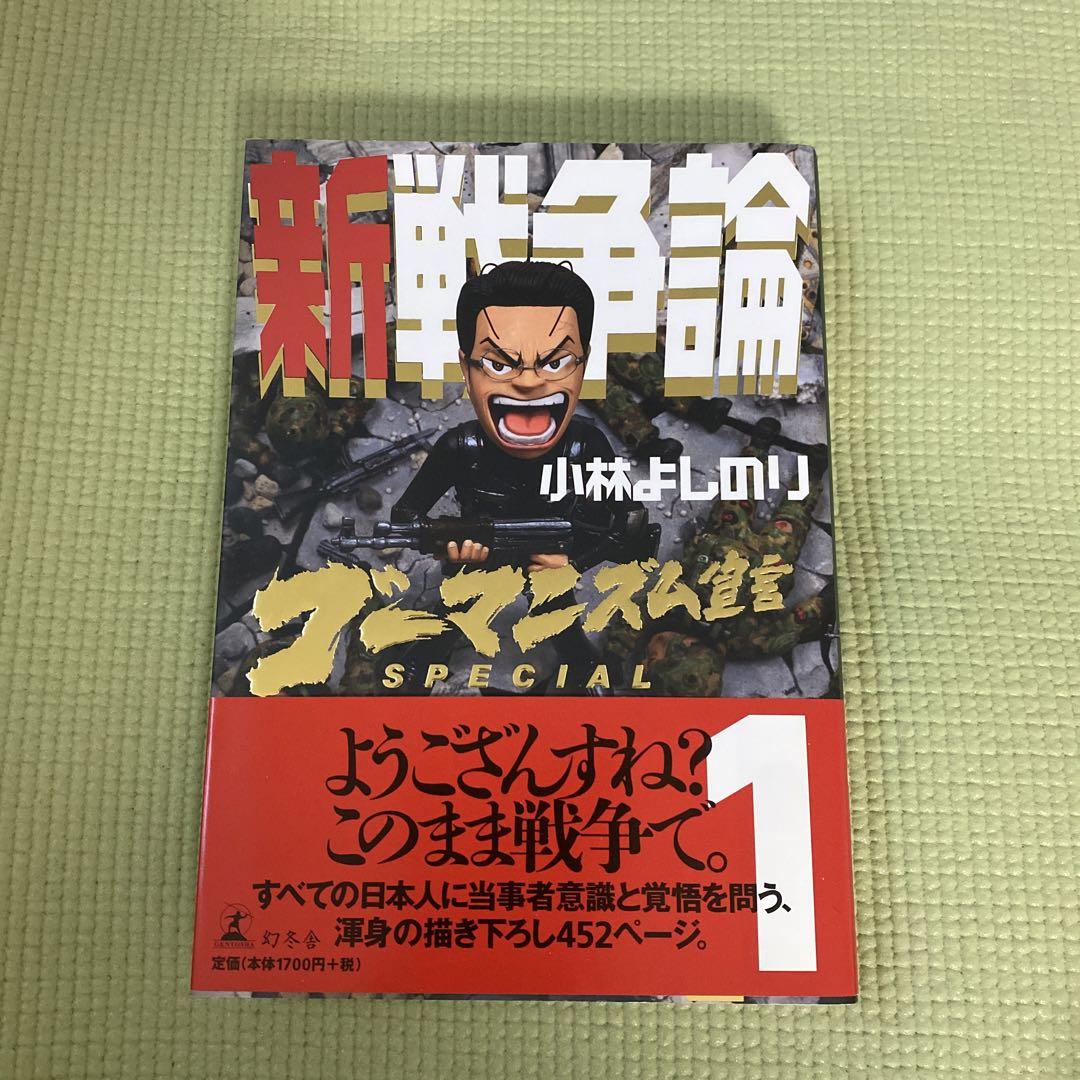 新戦争論
小林よしのり
ゴーマニズム宣言
SPECIAL
1
ようござんすね?
このまま戦争で。
すべての日本人に当事者意識と覚悟を問う、
渾身の描き下ろし452ページ。
GENTOSHA 幻冬舎
定価(本体1700円+税)